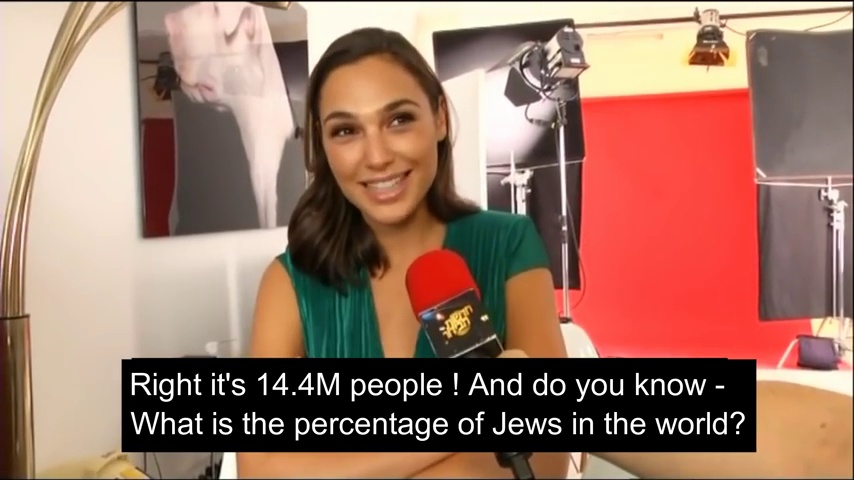 Right it's 14.4M people ! And do you know -
What is the percentage of Jews in the world?